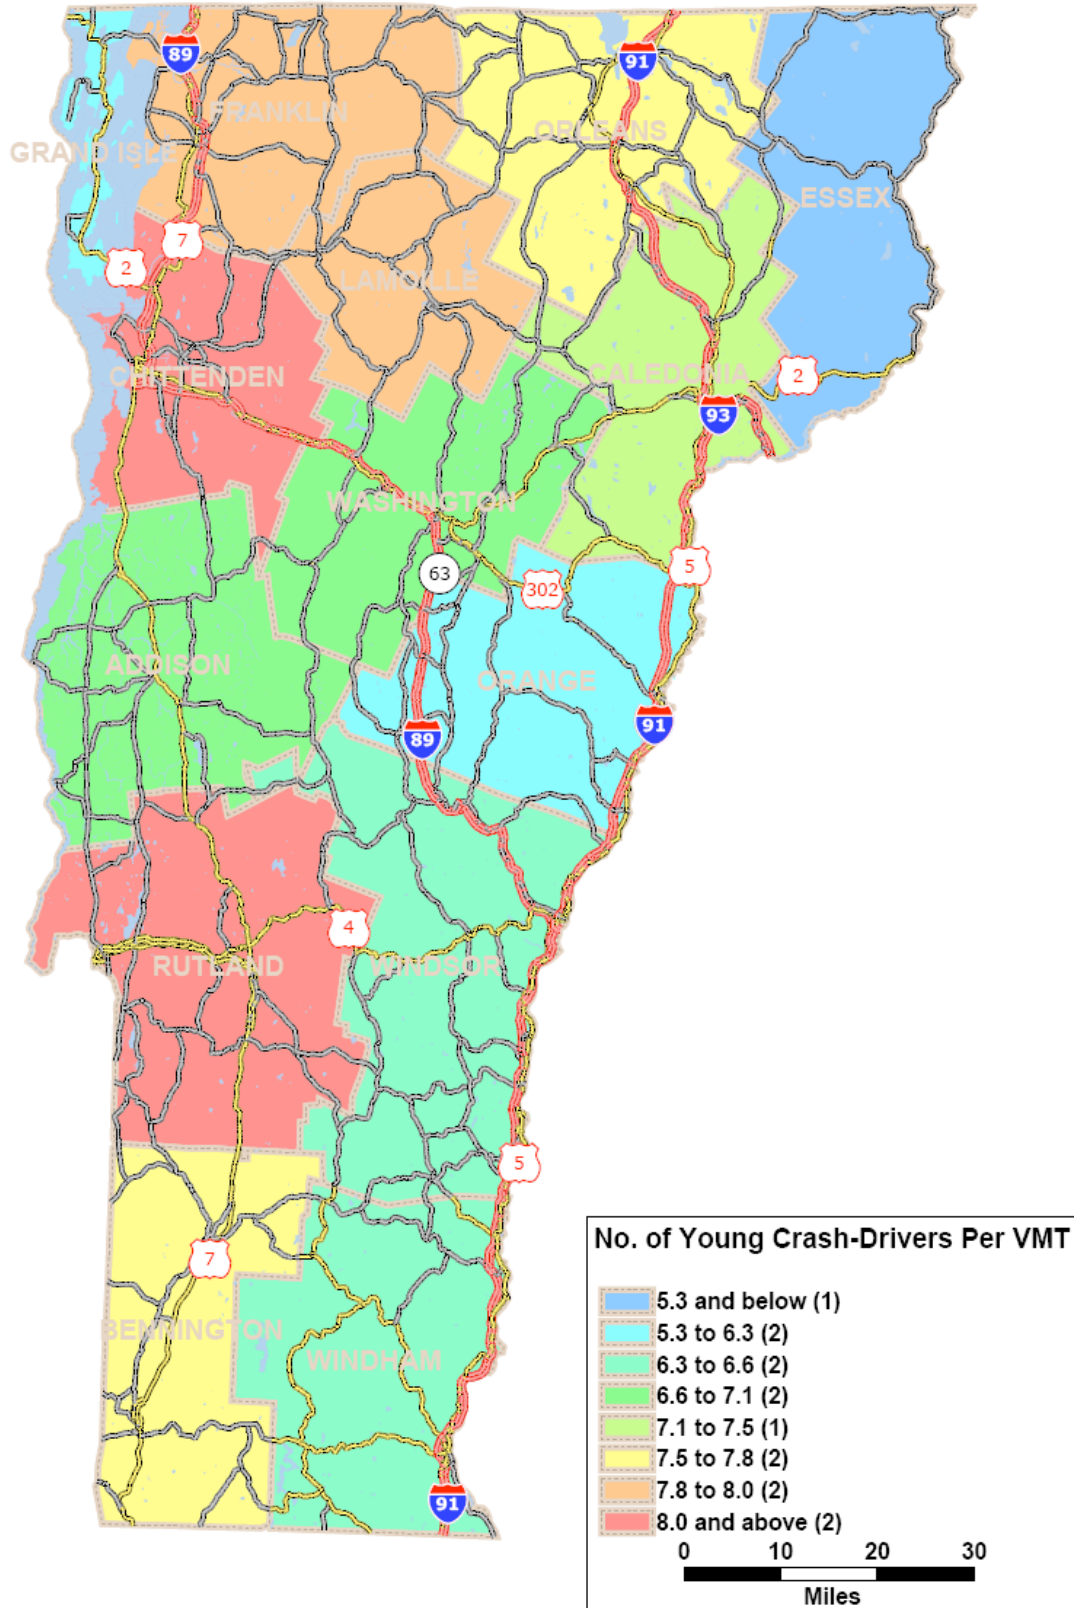 89
91
FRANKLIN
ORLEANS
GRAND ISLE
ESSEX
7
2
LAMOILLE
CHITTENDEN
CALEDONIA
2
93
WASHINGTON
5
63
302
ADDISON
ORANGE
91
89
4
RUTLAND
WINDSOR
5
7
BENNINGTON
WINDHAM
91
No. of Young Crash-Drivers Per VMT
5.3 and below (1)
5.3 to 6.3 (2)
6.3 to 6.6 (2)
6.6 to 7.1 (2)
7.1 to 7.5 (1)
7.5 to 7.8 (2)
7.8 to 8.0 (2)
8.0 and above (2)
0 10 20 30
Miles